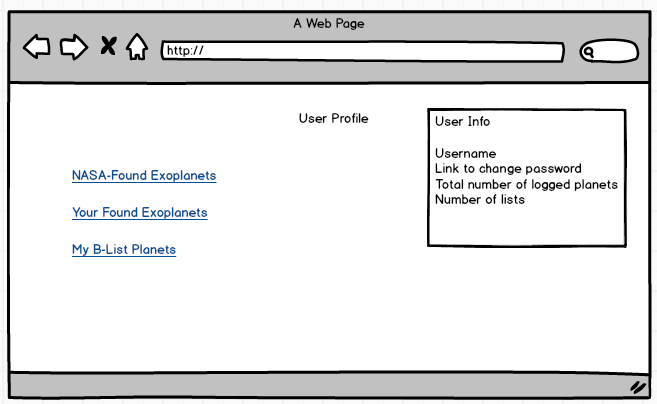 A Web Page
http://
User Profile
User Info
Username
Link to change password
Total number of logged planets
Number of lists
NASA-Found Exoplanets
Your Found Exoplanets
My B-List Planets